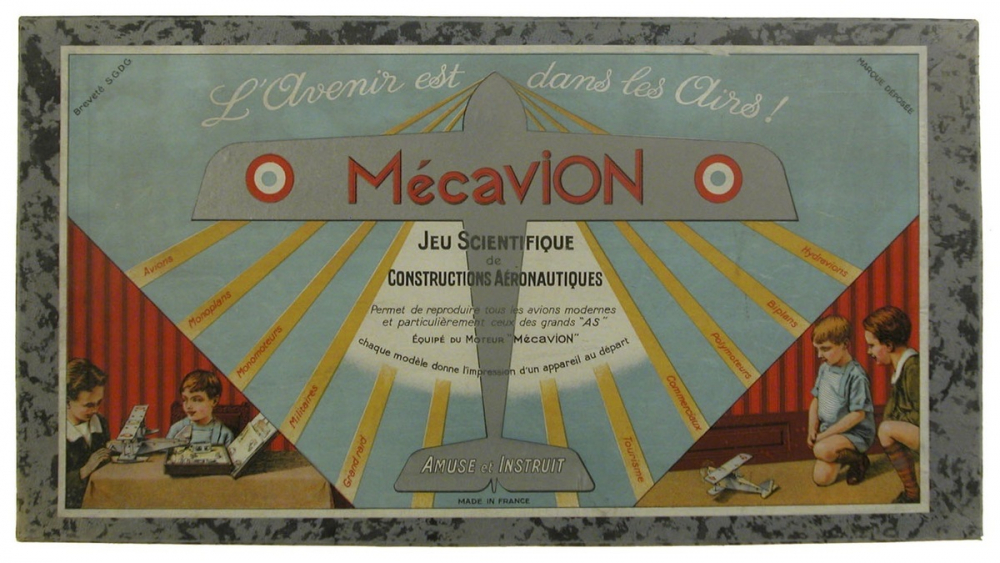 L'Avenir est dans les Airs !
Breveté S.G.D.G
MARQUE DÉPOSÉE
MécaviON
JEU SCIENTIFIQUE
de
CONSTRUCTIONS AÉRONAUTIQUES
Permet de reproduire tous les avions modernes
et particulièrement ceux des grands "AS"
ÉQUIPÉ DU MOTEUR "MÉCAVION"
chaque modèle donne l'impression d'un appareil au départ
Avions
Monoplans
Monomoteurs
Militaires
Grand raid
Hydravions
Biplans
Polymoteurs
Commerciaux
Tourisme
AMUSE et INSTRUIT
MADE IN FRANCE